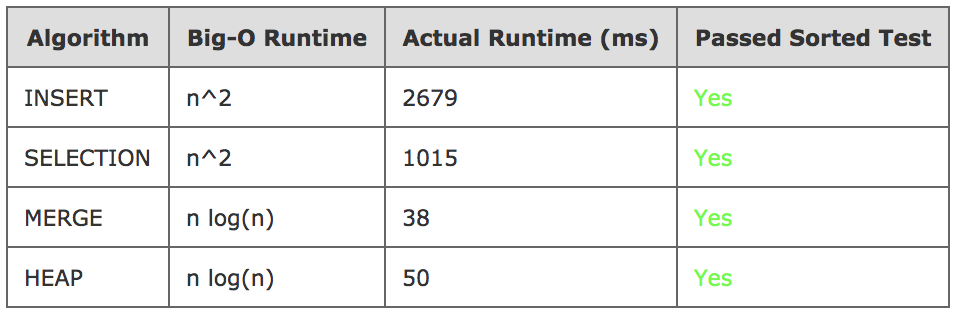 Algorithm Big-O Runtime Actual Runtime (ms) Passed Sorted Test
INSERT n^2 2679 Yes
SELECTION n^2 1015 Yes
MERGE n log(n) 38 Yes
HEAP n log(n) 50 Yes